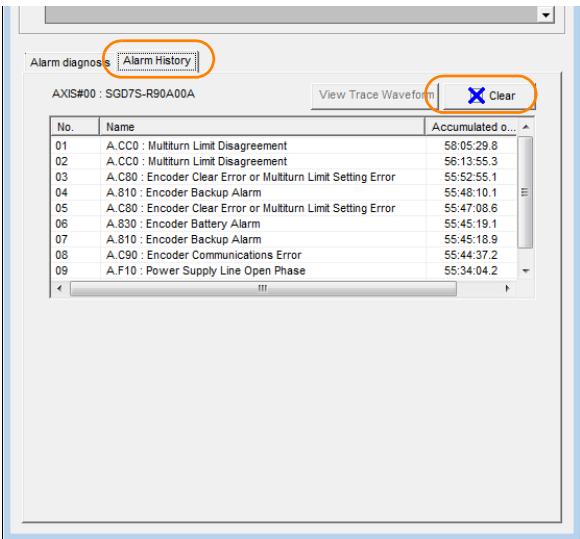 Alarm diagnosis Alarm History
AXIS#00 : SGD7S-R90A00A View Trace Waveform Clear
No. Name Accumulated o...
01 A.CC0 : Multiturn Limit Disagreement 58:05:29.8
02 A.CC0 : Multiturn Limit Disagreement 56:13:55.3
03 A.C80 : Encoder Clear Error or Multiturn Limit Setting Error 55:52:55.1
04 A.810 : Encoder Backup Alarm 55:48:10.1
05 A.C80 : Encoder Clear Error or Multiturn Limit Setting Error 55:47:08.6
06 A.830 : Encoder Battery Alarm 55:45:19.1
07 A.810 : Encoder Backup Alarm 55:45:18.9
08 A.C90 : Encoder Communications Error 55:44:37.2
09 A.F10 : Power Supply Line Open Phase 55:34:04.2